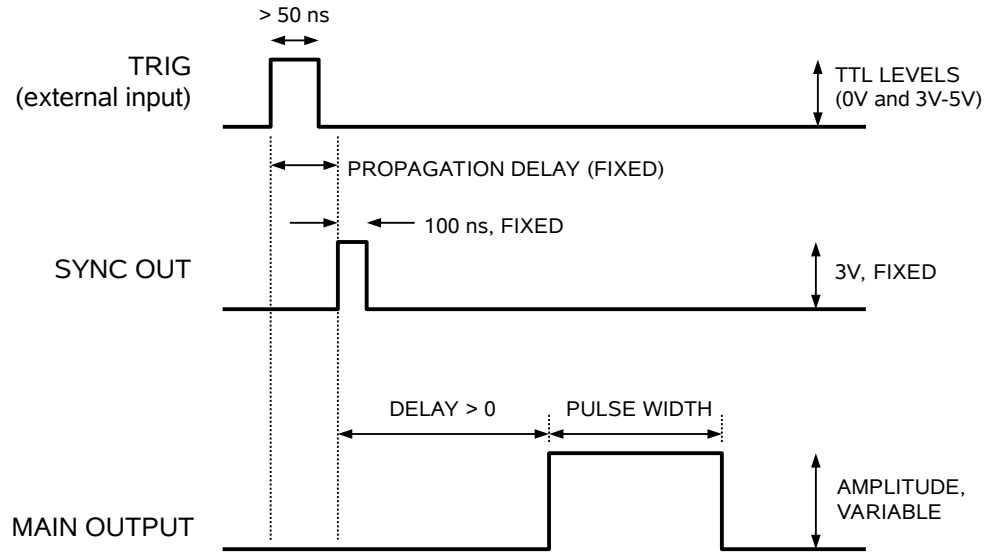 > 50 ns
TRIG
(external input)
TTL LEVELS
(0V and 3V-5V)
PROPAGATION DELAY (FIXED)
100 ns, FIXED
SYNC OUT
3V, FIXED
DELAY > 0
PULSE WIDTH
MAIN OUTPUT
AMPLITUDE,
VARIABLE